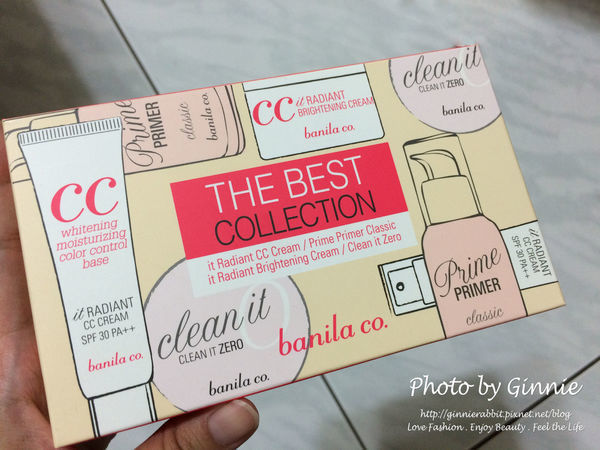 Prime
PRIMER
classic
banila co.
CC
it RADIANT
BRIGHTENING CREAM
banila co.
clean it
CLEAN IT ZERO
banila co.
CC
whitening
moisturizing
color control
base
it RADIANT
CC CREAM
SPF 30 PA++
banila co.
THE BEST
COLLECTION
it Radiant CC Cream / Prime Primer Classic
it Radiant Brightening Cream / Clean it Zero
clean it
0
CLEAN IT ZERO
banila co.
banila co.
Prime
PRIMER
classic
it RADIANT
CC CREAM
SPF 30 PA++
Photo by Ginnie
http://ginnierabbit.pixnet.net/blog
Love Fashion . Enjoy Beauty . Feel the Life